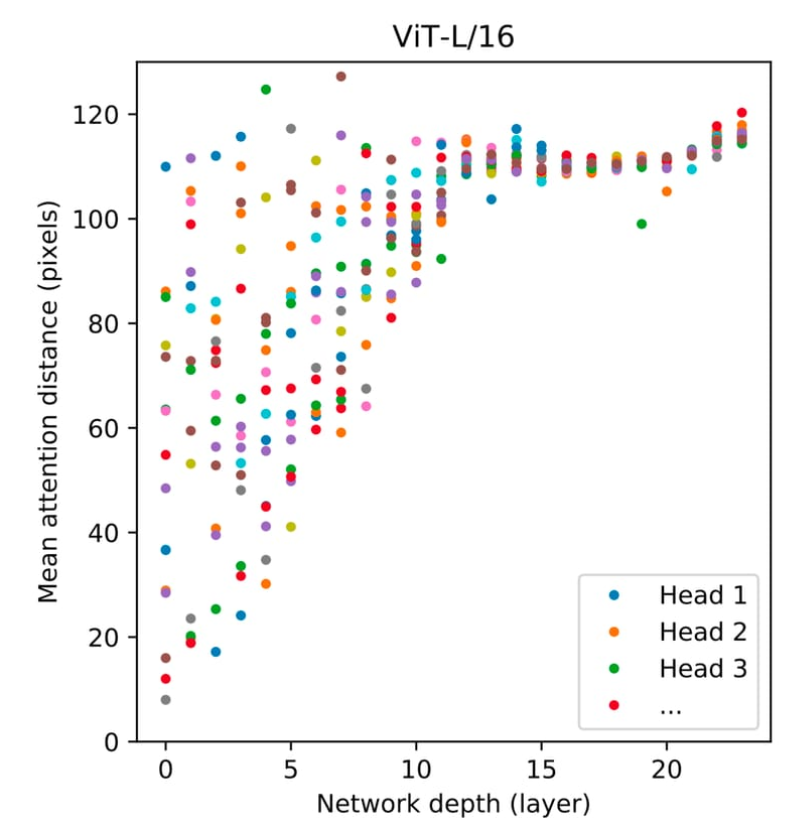 ViT-L/16
120
100
80
60
40
20
0
Mean attention distance (pixels)
Head 1
Head 2
Head 3
...
0 5 10 15 20
Network depth (layer)